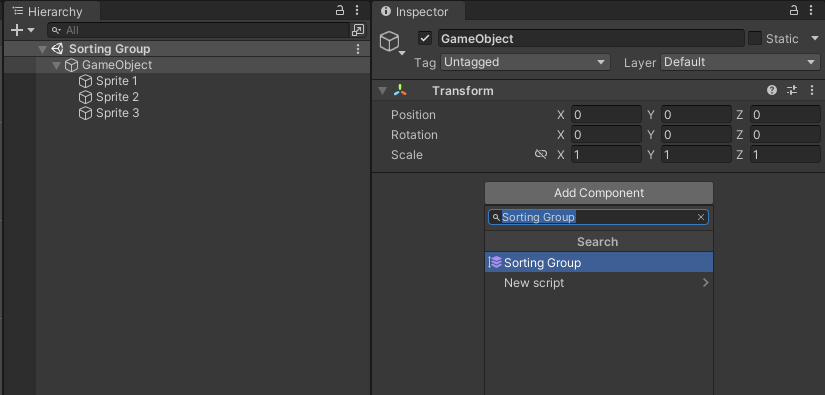 Hierarchy
All
Sorting Group
GameObject
Sprite 1
Sprite 2
Sprite 3
Inspector
GameObject
Static
Tag Untagged Layer Default
Transform
Position X 0 Y 0 Z 0
Rotation X 0 Y 0 Z 0
Scale X 1 Y 1 Z 1
Add Component
Sorting Group
Search
Sorting Group
New script